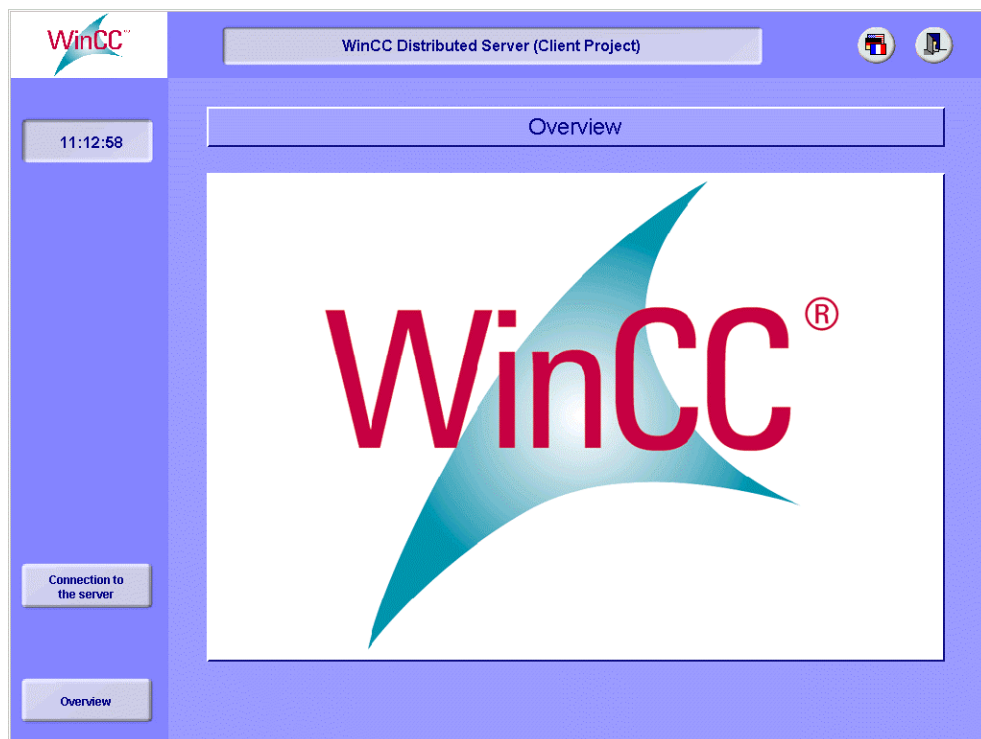 WinCC
WinCC Distributed Server (Client Project)
11:12:58
Overview
WinCC®
Connection to
the server
Overview